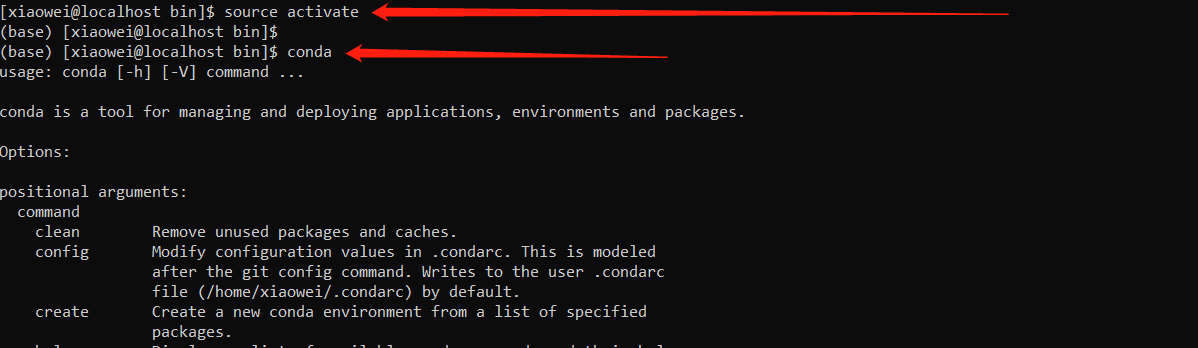 [xiaowei@localhost bin]$ source activate
(base) [xiaowei@localhost bin]$
(base) [xiaowei@localhost bin]$ conda
usage: conda [-h] [-V] command ...
conda is a tool for managing and deploying applications, environments and packages.
Options:
positional arguments:
  command
    clean        Remove unused packages and caches.
    config       Modify configuration values in .condarc. This is modeled
                 after the git config command. Writes to the user .condarc
                 file (/home/xiaowei/.condarc) by default.
    create       Create a new conda environment from a list of specified
                 packages.